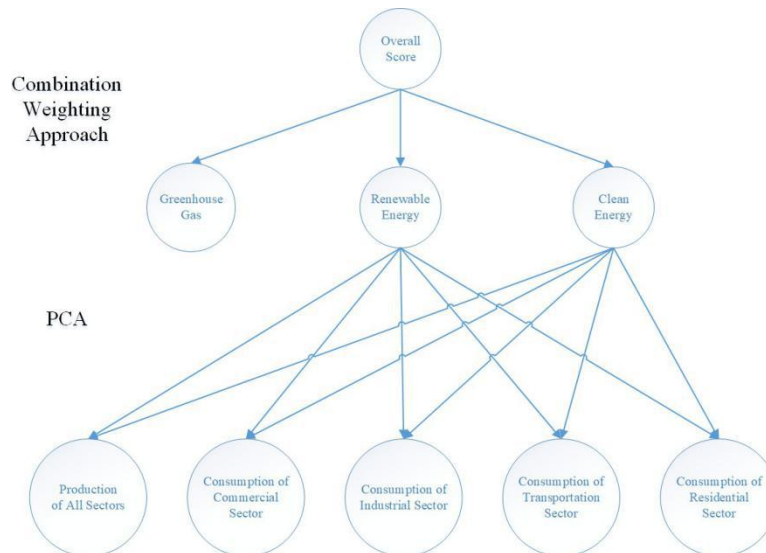 Overall
Score
Combination
Weighting
Approach
Greenhouse
Gas
Renewable
Energy
Clean
Energy
PCA
Production
of All Sectors
Consumption of
Commercial
Sector
Consumption of
Industrial Sector
Consumption of
Transportation
Sector
Consumption of
Residential
Sector